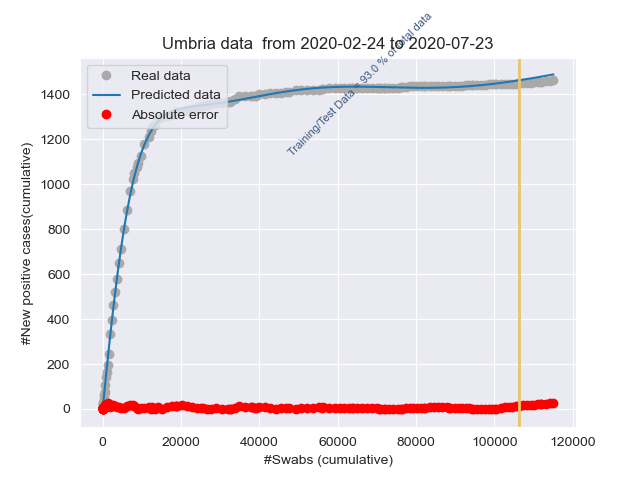 Umbria data  from 2020-02-24 to 2020-07-23
Real data
Predicted data
Absolute error
Training/Test Data = 93.0 % of total data
#New positive cases(cumulative)
1400
1200
1000
800
600
400
200
0
0
20000
40000
60000
80000
100000
120000
#Swabs (cumulative)